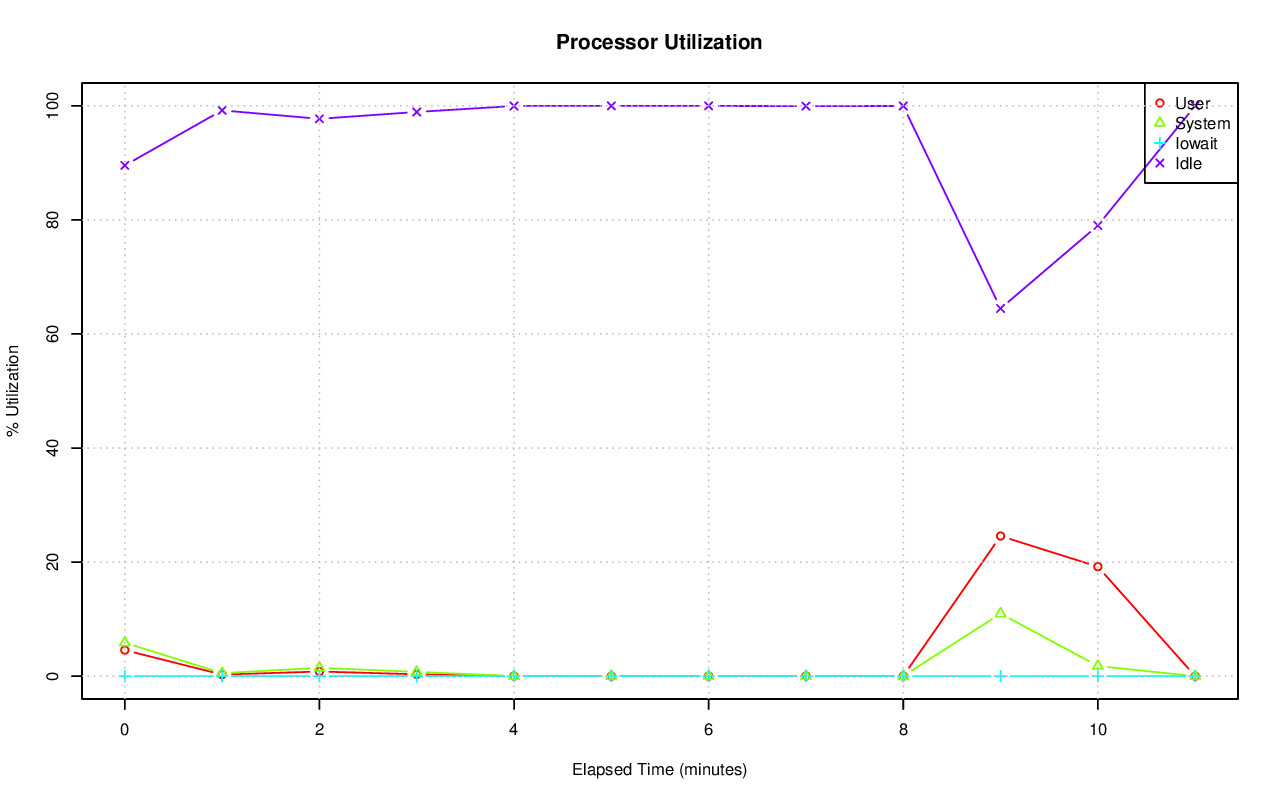 Processor Utilization
% Utilization
100
80
60
40
20
0
User
System
Iowait
Idle
0 2 4 6 8 10
Elapsed Time (minutes)